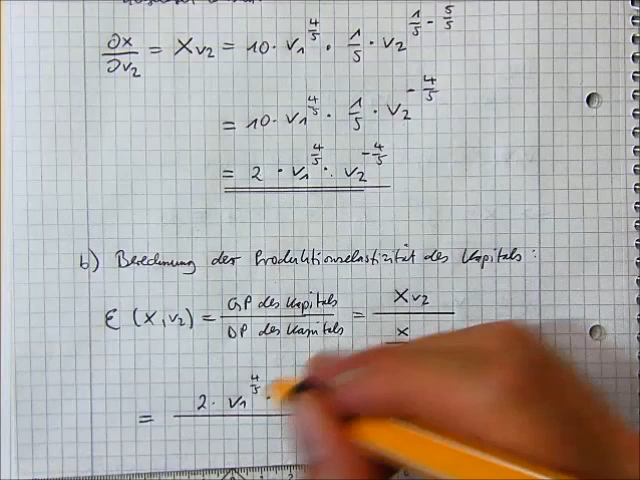 ∂x/∂v₂ = Xv₂ = 10 · v₁^(4/5) · 1/5 · v₂^(1/5 - 5/5)
= 10 · v₁^(4/5) · 1/5 · v₂^(-4/5)
= 2 · v₁^(4/5) · v₂^(-4/5)
b) Berechnung der Produktionselastizität des Kapitals:
ε (X, v₂) = GP des Kapitals / DP des Kapitals = Xv₂ / x
= 2 · v₁^(4/5) ·